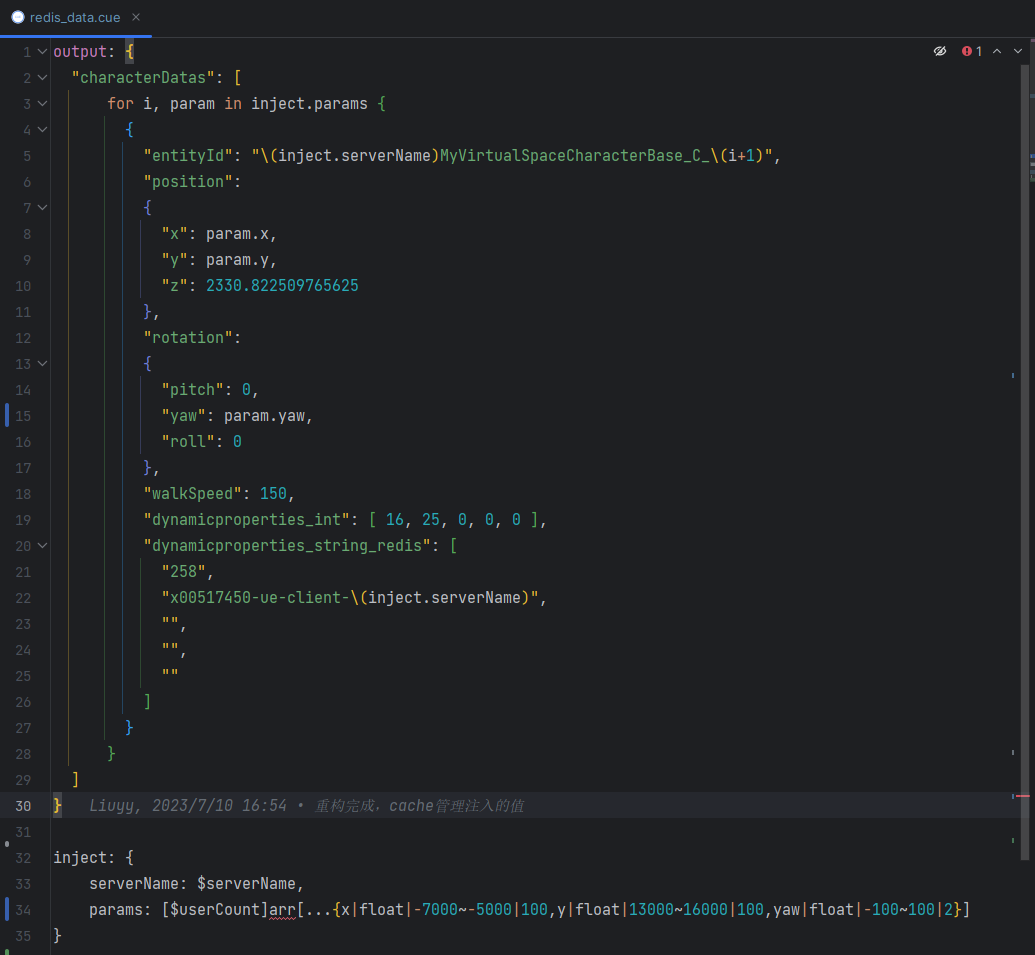 redis_data.cue
1
1 output: {
2 "characterDatas": [
3 for i, param in inject.params {
4 {
5 "entityId": "\(inject.serverName)MyVirtualSpaceCharacterBase_C_\(i+1)",
6 "position":
7 {
8 "x": param.x,
9 "y": param.y,
10 "z": 2330.822509765625
11 },
12 "rotation":
13 {
14 "pitch": 0,
15 "yaw": param.yaw,
16 "roll": 0
17 },
18 "walkSpeed": 150,
19 "dynamicproperties_int": [ 16, 25, 0, 0, 0 ],
20 "dynamicproperties_string_redis": [
21 "258",
22 "x00517450-ue-client-\(inject.serverName)",
23 "",
24 "",
25 ""
26 ]
27 }
28 }
29 ]
30 } Liuyy, 2023/7/10 16:54 • 重构完成，cache管理注入的值
31
32 inject: {
33 serverName: $serverName,
34 params: [$userCount]arr[...{x|float|-7000~-5000|100,y|float|13000~16000|100,yaw|float|-100~100|2}]
35 }